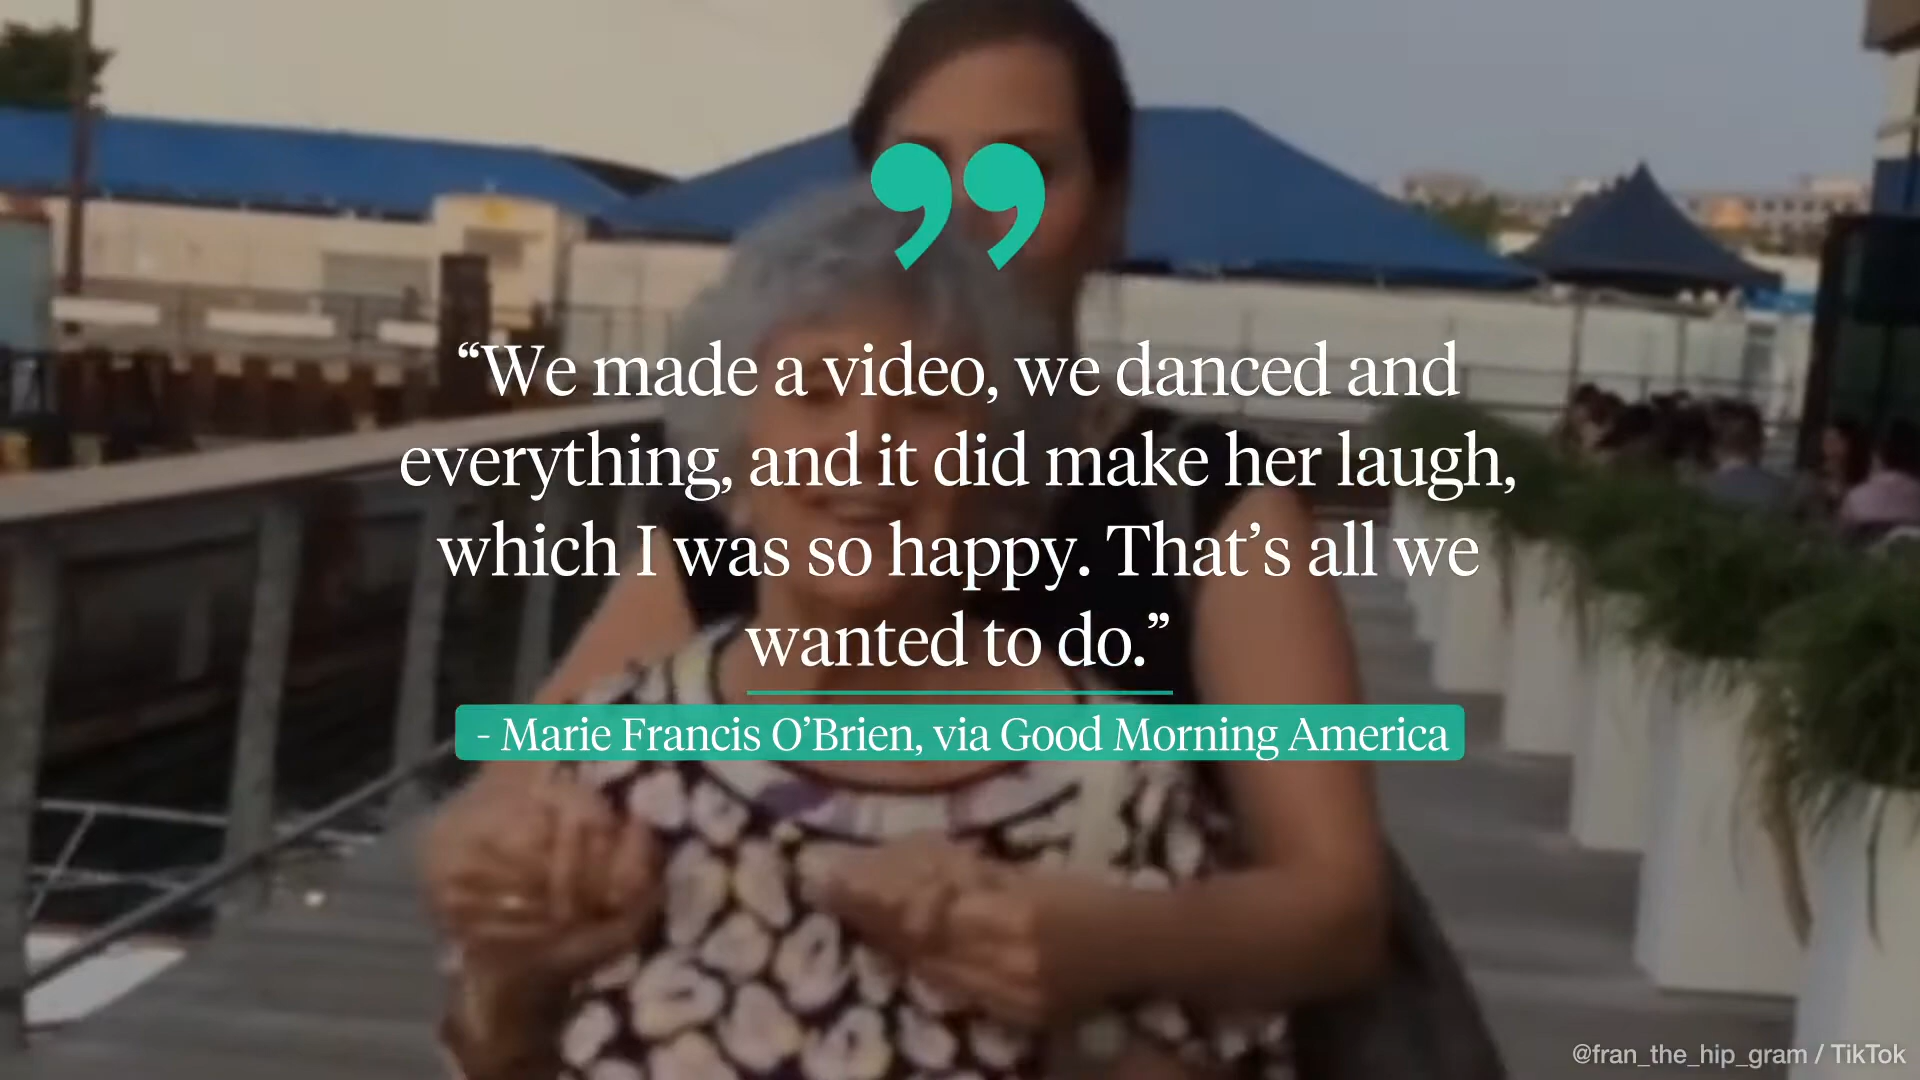 “We made a video, we danced and
everything, and it did make her laugh,
which I was so happy. That’s all we
wanted to do.”
- Marie Francis O’Brien, via Good Morning America
@fran_the_hip_gram / TikTok